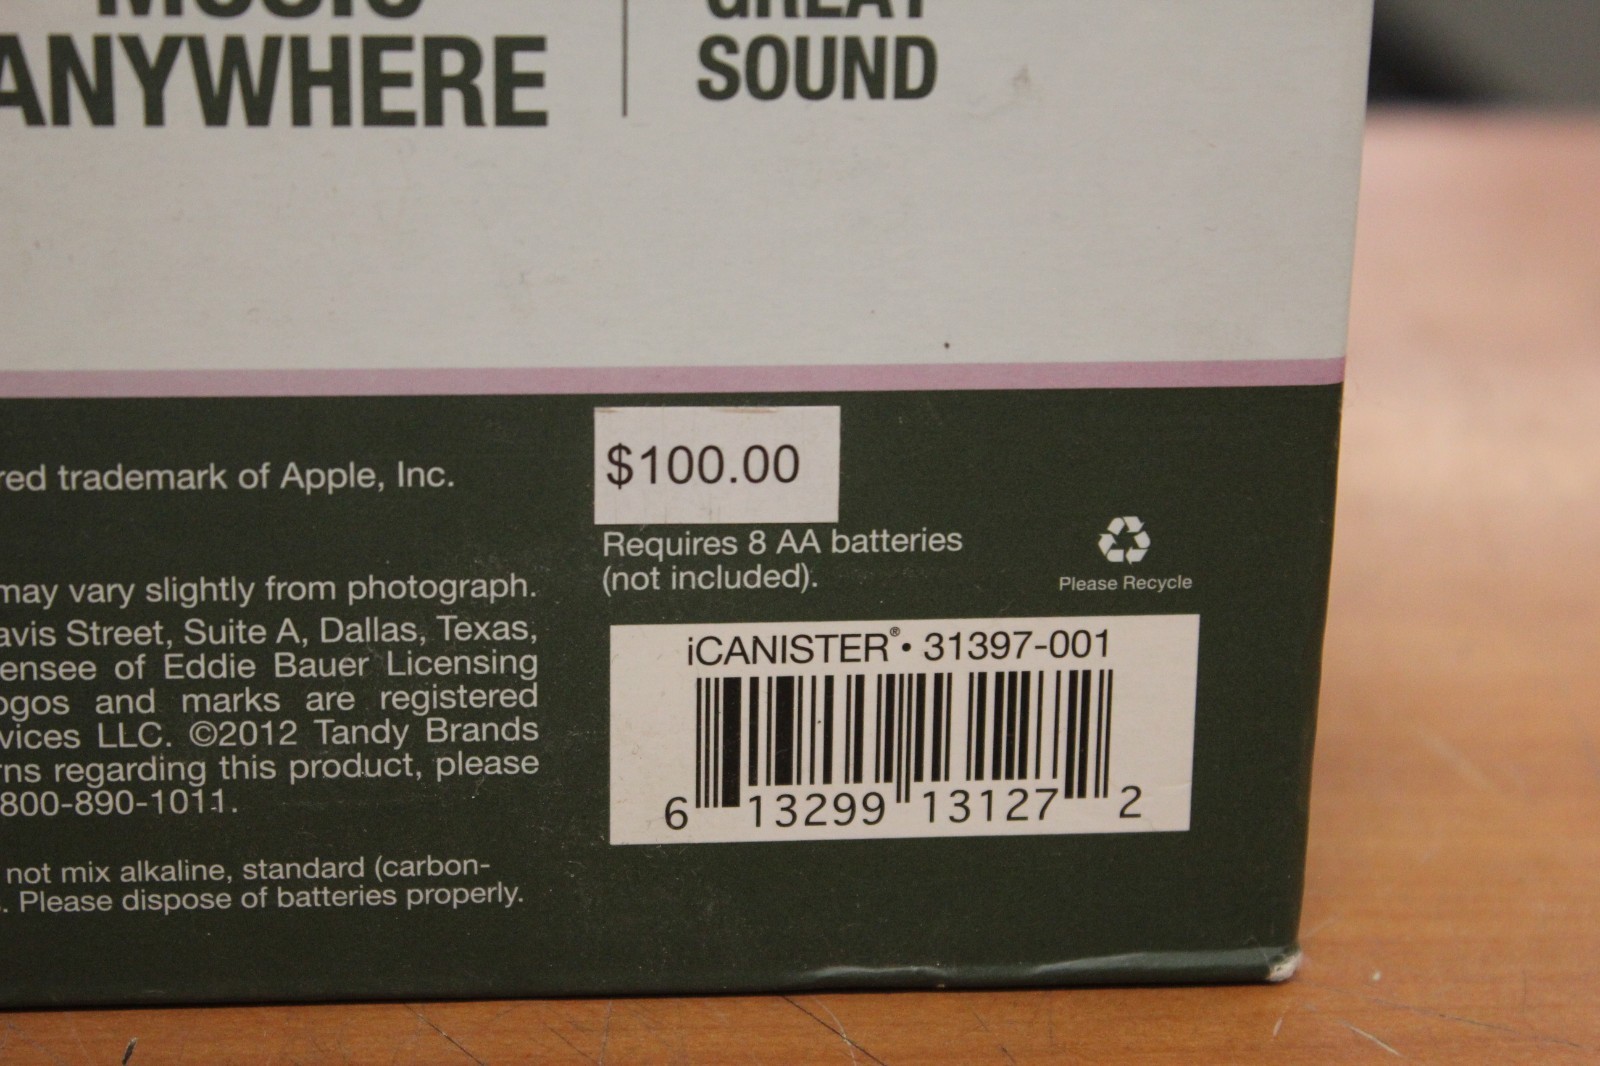 MUSIC
ANYWHERE
GREAT
SOUND
red trademark of Apple, Inc.
may vary slightly from photograph.
avis Street, Suite A, Dallas, Texas,
ensee of Eddie Bauer Licensing
ogos and marks are registered
vices LLC. ©2012 Tandy Brands
rns regarding this product, please
800-890-1011.
not mix alkaline, standard (carbon-
. Please dispose of batteries properly.
$100.00
Requires 8 AA batteries
(not included).
Please Recycle
iCANISTER® • 31397-001
6 13299 13127 2